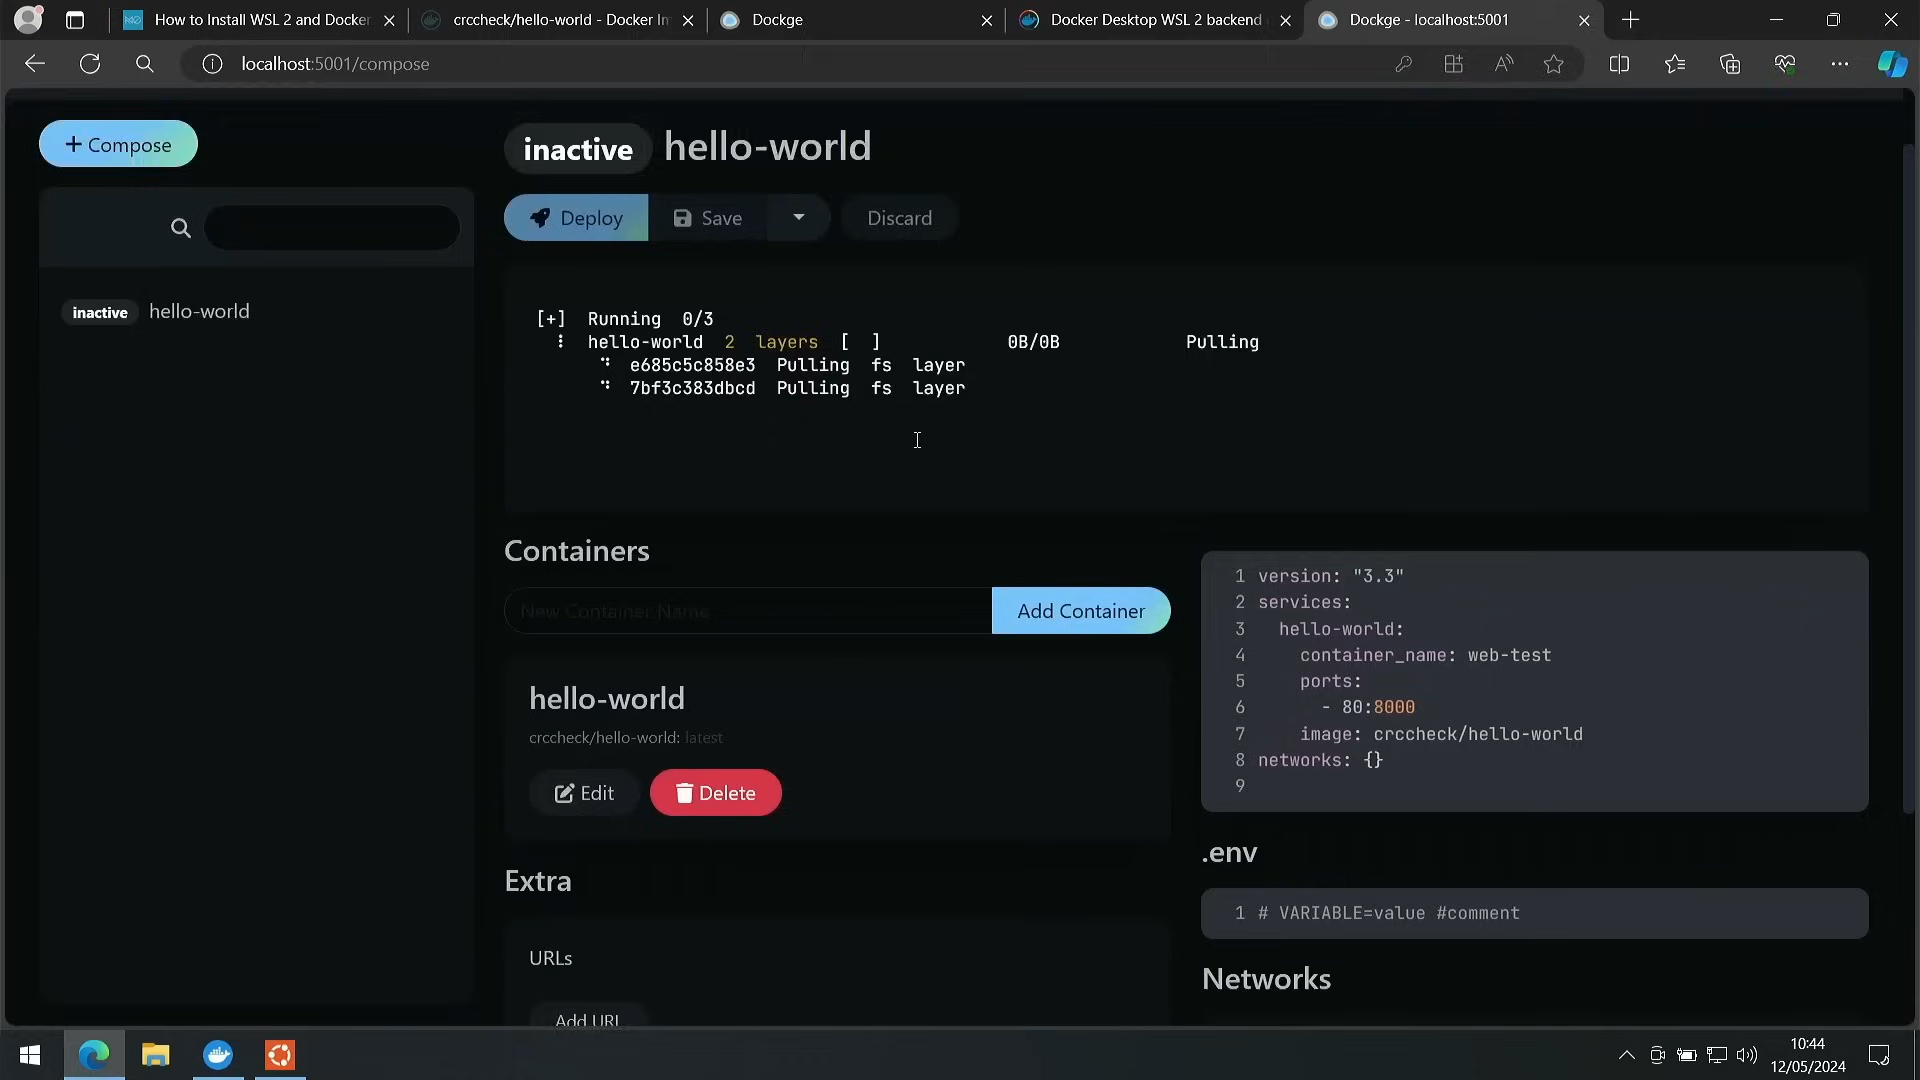 How to Install WSL 2 and Docker
crccheck/hello-world - Docker Im
Dockge
Docker Desktop WSL 2 backend
Dockge - localhost:5001
localhost:5001/compose
+ Compose
inactive hello-world
Deploy
Save
Discard
inactive hello-world
[+] Running 0/3
hello-world 2 layers [ ] 0B/0B Pulling
e685c5c858e3 Pulling fs layer
7bf3c383dbcd Pulling fs layer
Containers
New Container Name
Add Container
hello-world
crccheck/hello-world: latest
Edit
Delete
Extra
URLs
Add URL
1 version: "3.3"
2 services:
3 hello-world:
4 container_name: web-test
5 ports:
6 - 80:8000
7 image: crccheck/hello-world
8 networks: {}
9
.env
1 # VARIABLE=value #comment
Networks
10:44
12/05/2024